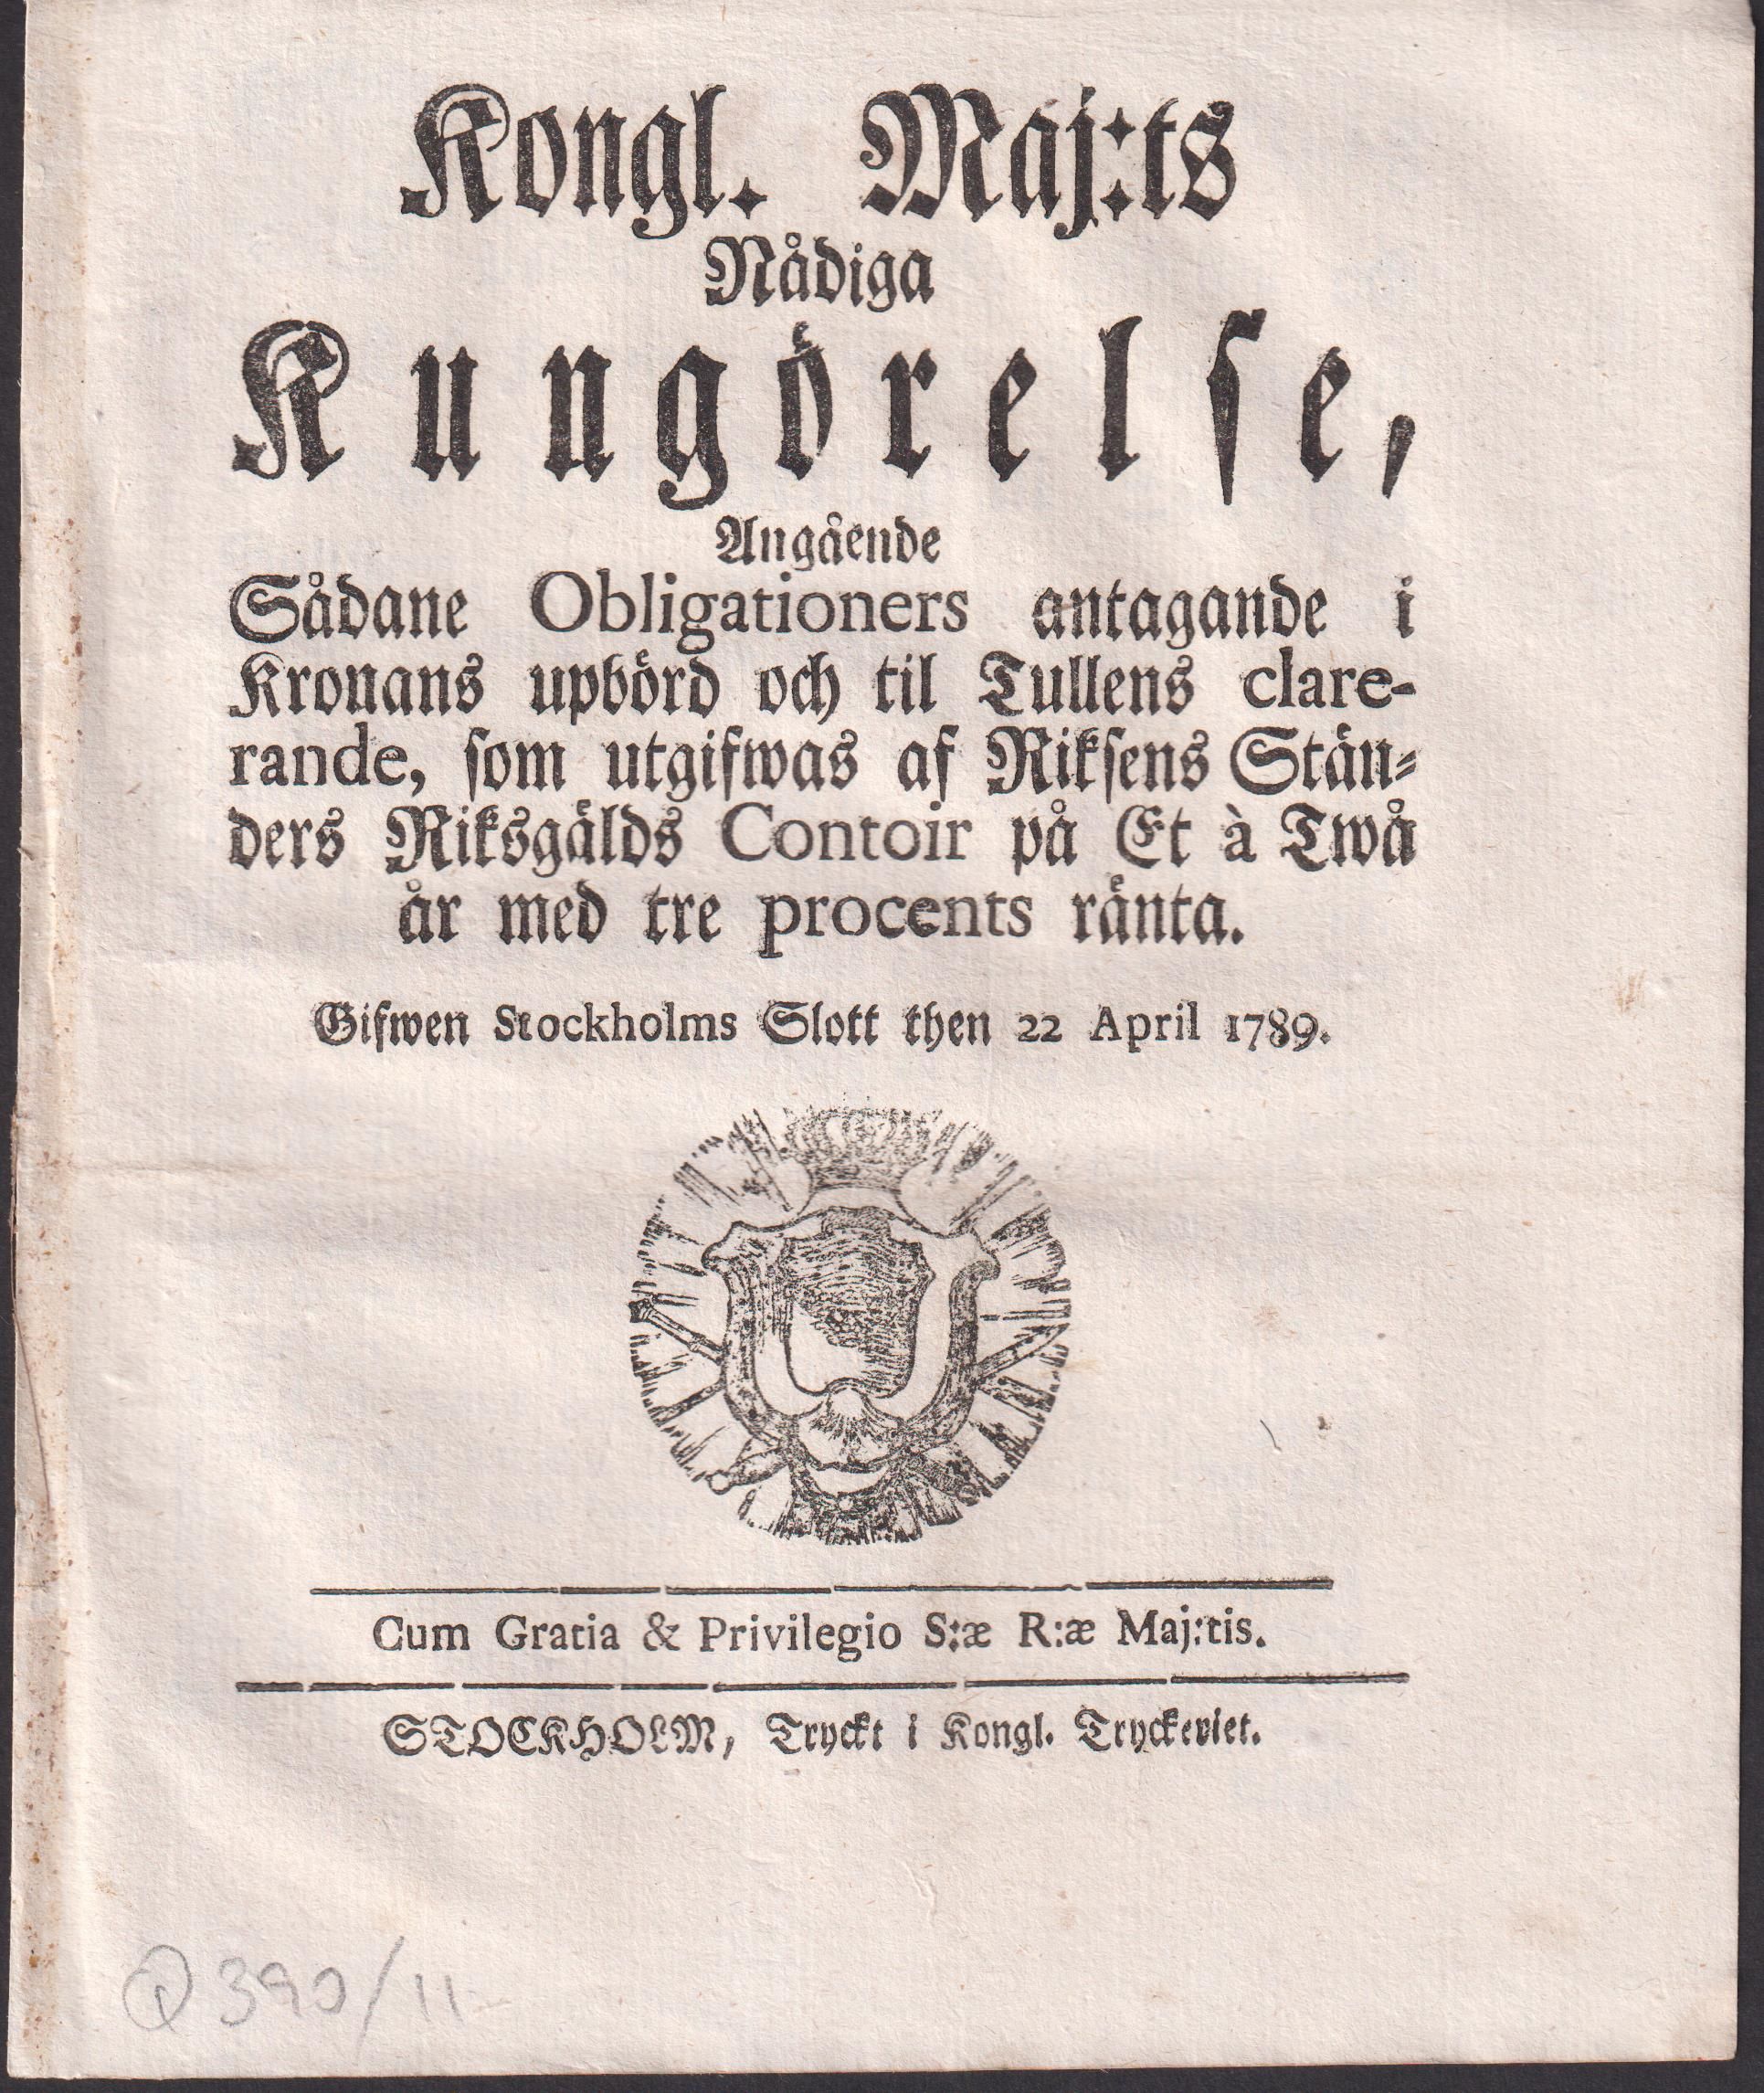 Kongl. Maj:ts
Nådiga
Kungörelse,
Angående
Sådane Obligationers antagande i
Kronans upbörd och til Tullens clare-
rande, som utgifwas af Riksens Stän-
ders Riksgälds Contoir på Et à Twå
år med tre procents ränta.
Gifwen Stockholms Slott then 22 April 1789.
Cum Gratia & Privilegio S:æ R:æ Maj:tis.
STOCKHOLM, Tryckt i Kongl. Tryckeriet.
Q 390/11